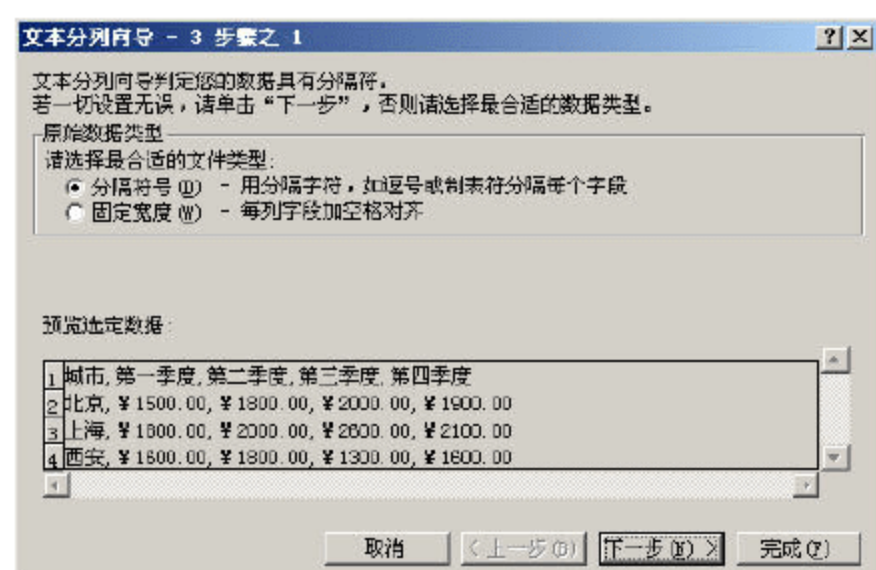 文本分列向导 - 3 步骤之 1
文本分列向导判定您的数据具有分隔符。
若一切设置无误，请单击“下一步”，否则请选择最合适的数据类型。
原始数据类型
请选择最合适的文件类型:
分隔符号(D) - 用分隔字符，如逗号或制表符分隔每个字段
固定宽度(W) - 每列字段加空格对齐
预览选定数据:
1 城市,第一季度,第二季度,第三季度,第四季度
2 北京,¥1500.00,¥1800.00,¥2000.00,¥1900.00
3 上海,¥1800.00,¥2000.00,¥2600.00,¥2100.00
4 西安,¥1600.00,¥1800.00,¥1300.00,¥1600.00
取消 <上一步(B) 下一步(N)> 完成(F)